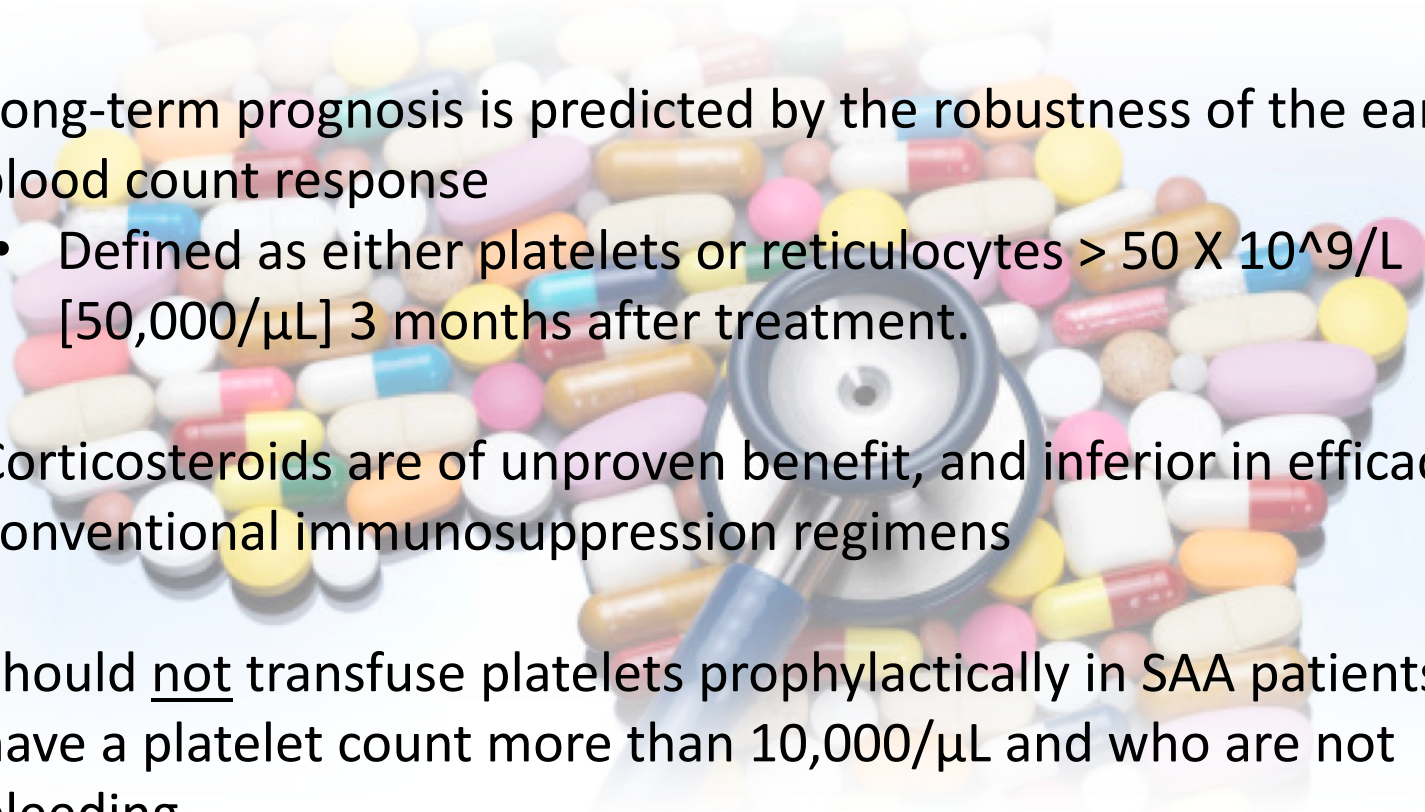 ong-term prognosis is predicted by the robustness of the ear
blood count response
• Defined as either platelets or reticulocytes > 50 X 10^9/L
[50,000/µL] 3 months after treatment.
Corticosteroids are of unproven benefit, and inferior in efficac
onventional immunosuppression regimens
hould not transfuse platelets prophylactically in SAA patients
have a platelet count more than 10,000/µL and who are not
bleeding